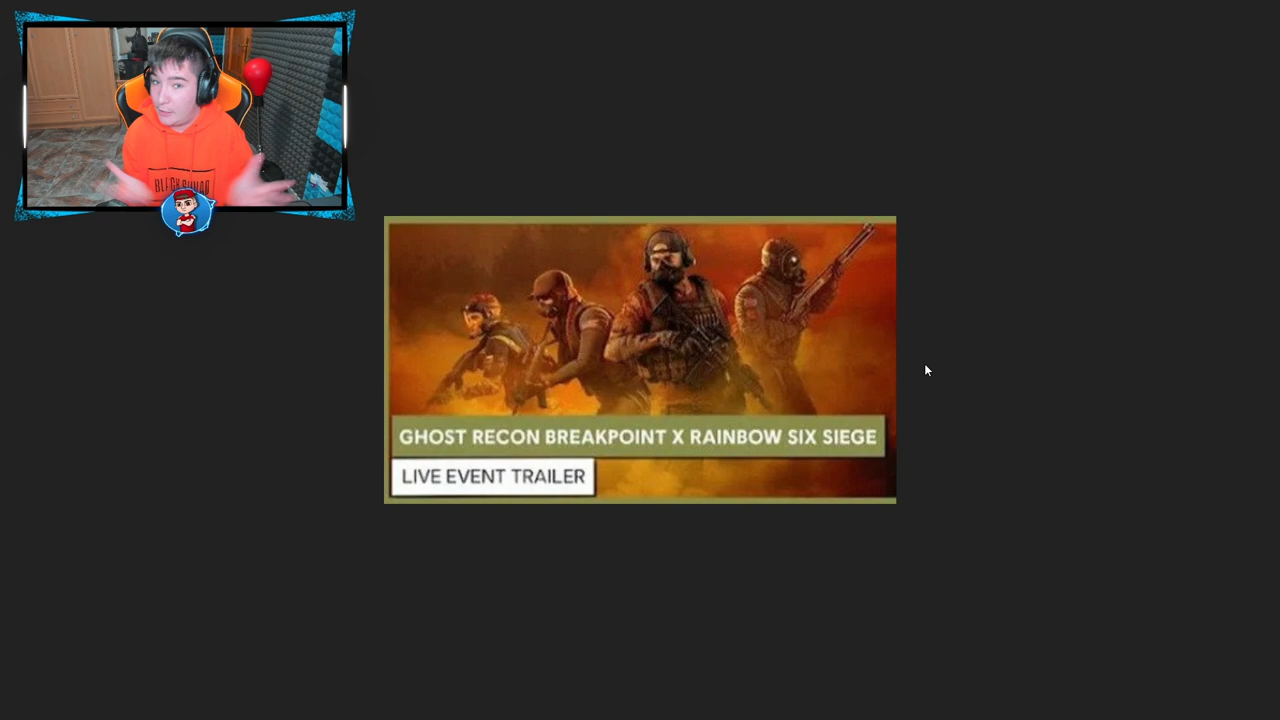 GHOST RECON BREAKPOINT X RAINBOW SIX SIEGE
LIVE EVENT TRAILER